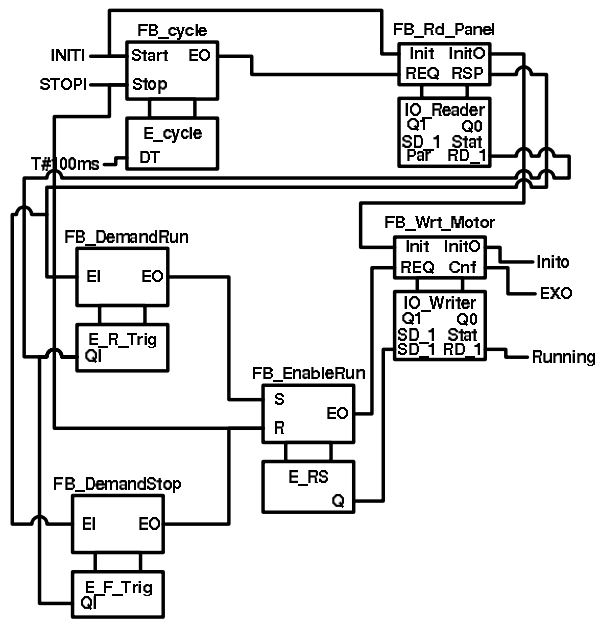 FB_cycle
INITI
Start EO
STOPI
Stop
E_cycle
T#100ms
DT
FB_Rd_Panel
Init InitO
REQ RSP
IO_Reader
Q1 Q0
SD_1 Stat
Par RD_1
FB_DemandRun
EI EO
E_R_Trig
QI
FB_Wrt_Motor
Init InitO
REQ Cnf
IO_Writer
Q1 Q0
SD_1 Stat
SD_1 RD_1
Inito
EXO
Running
FB_EnableRun
S
EO
R
E_RS
Q
FB_DemandStop
EI EO
E_F_Trig
QI